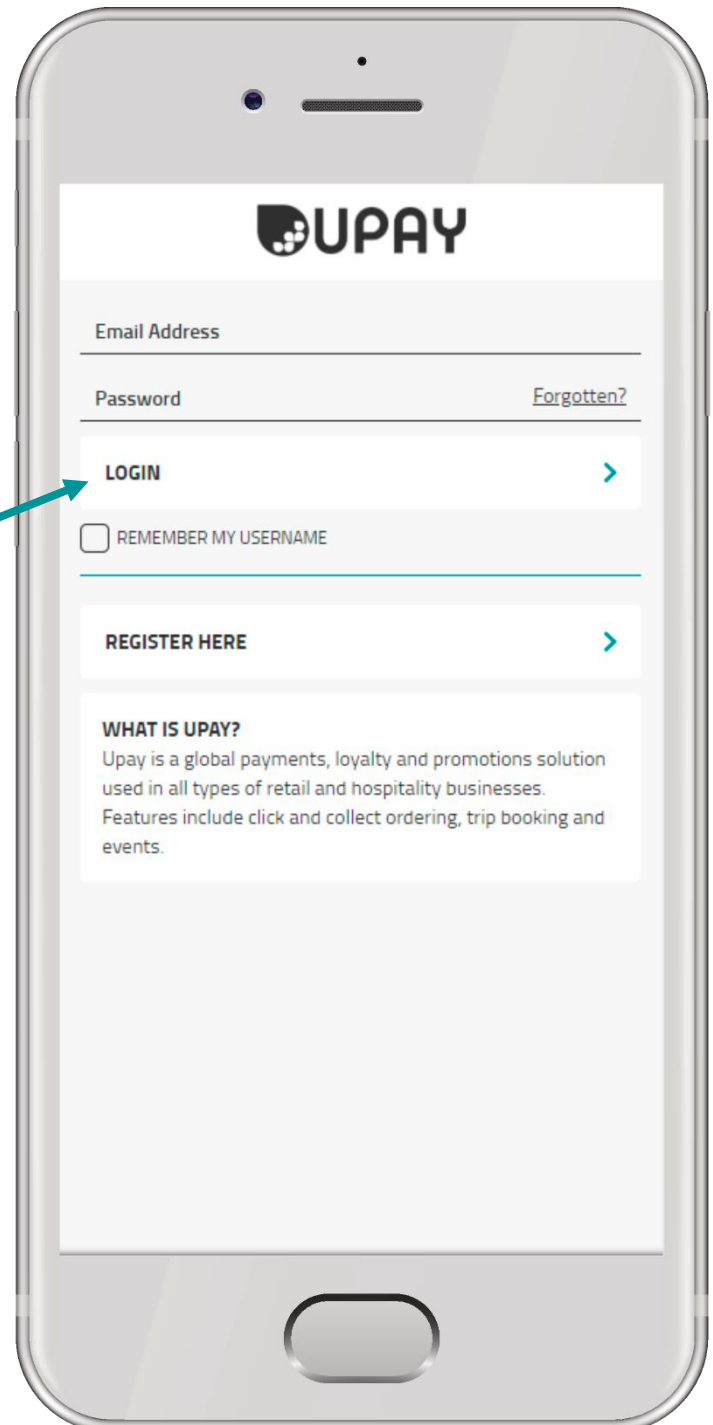 UPAY
Email Address
Password Forgotten?
LOGIN
REMEMBER MY USERNAME
REGISTER HERE
WHAT IS UPAY?
Upay is a global payments, loyalty and promotions solution
used in all types of retail and hospitality businesses.
Features include click and collect ordering, trip booking and
events.